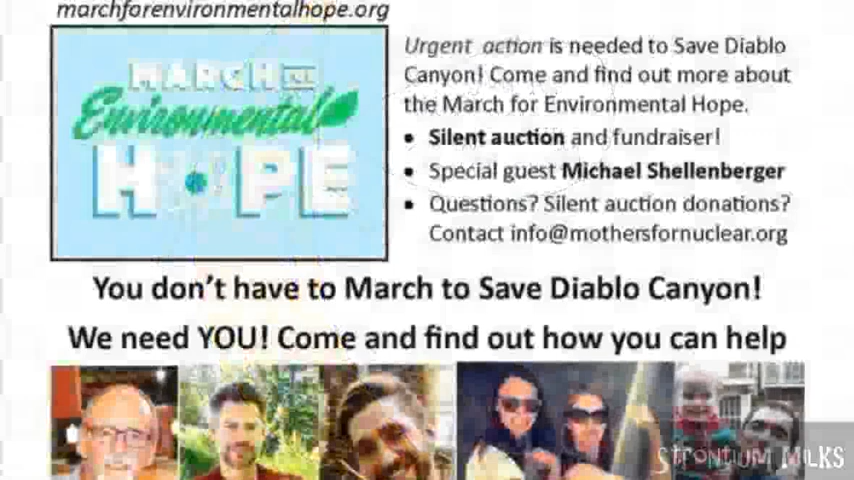 marchforenvironmentalhope.org
MARCH FOR
Environmental
HOPE
Urgent action is needed to Save Diablo
Canyon! Come and find out more about
the March for Environmental Hope.
• Silent auction and fundraiser!
• Special guest Michael Shellenberger
• Questions? Silent auction donations?
Contact info@mothersfornuclear.org
You don't have to March to Save Diablo Canyon!
We need YOU! Come and find out how you can help
STRONTIUM MILKS